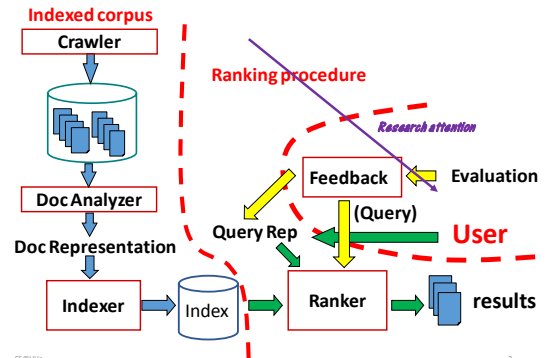 Indexed corpus
Crawler
Ranking procedure
Research attention
Feedback
Evaluation
Doc Analyzer
(Query)
Query Rep
User
Doc Representation
Indexer
Index
Ranker
results